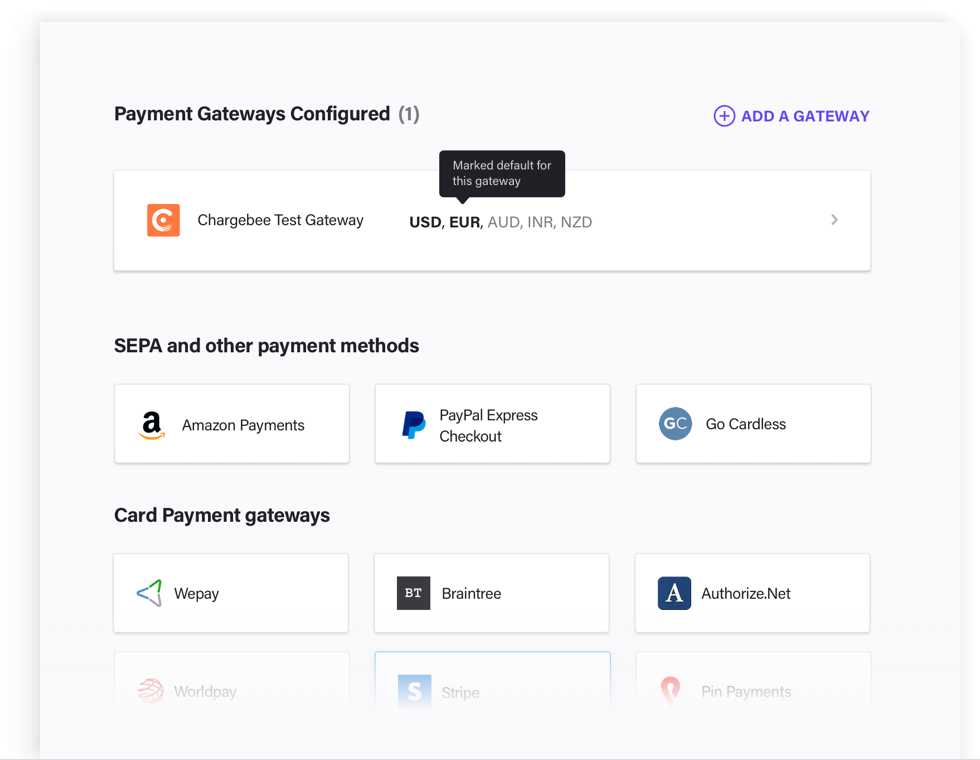 Payment Gateways Configured (1)
ADD A GATEWAY
Marked default for
this gateway
Chargebee Test Gateway
USD, EUR, AUD, INR, NZD
SEPA and other payment methods
a
Amazon Payments
PayPal Express
Checkout
GC
Go Cardless
Card Payment gateways
Wepay
BT
Braintree
A
Authorize.Net
Worldpay
S
Stripe
Pin Payments